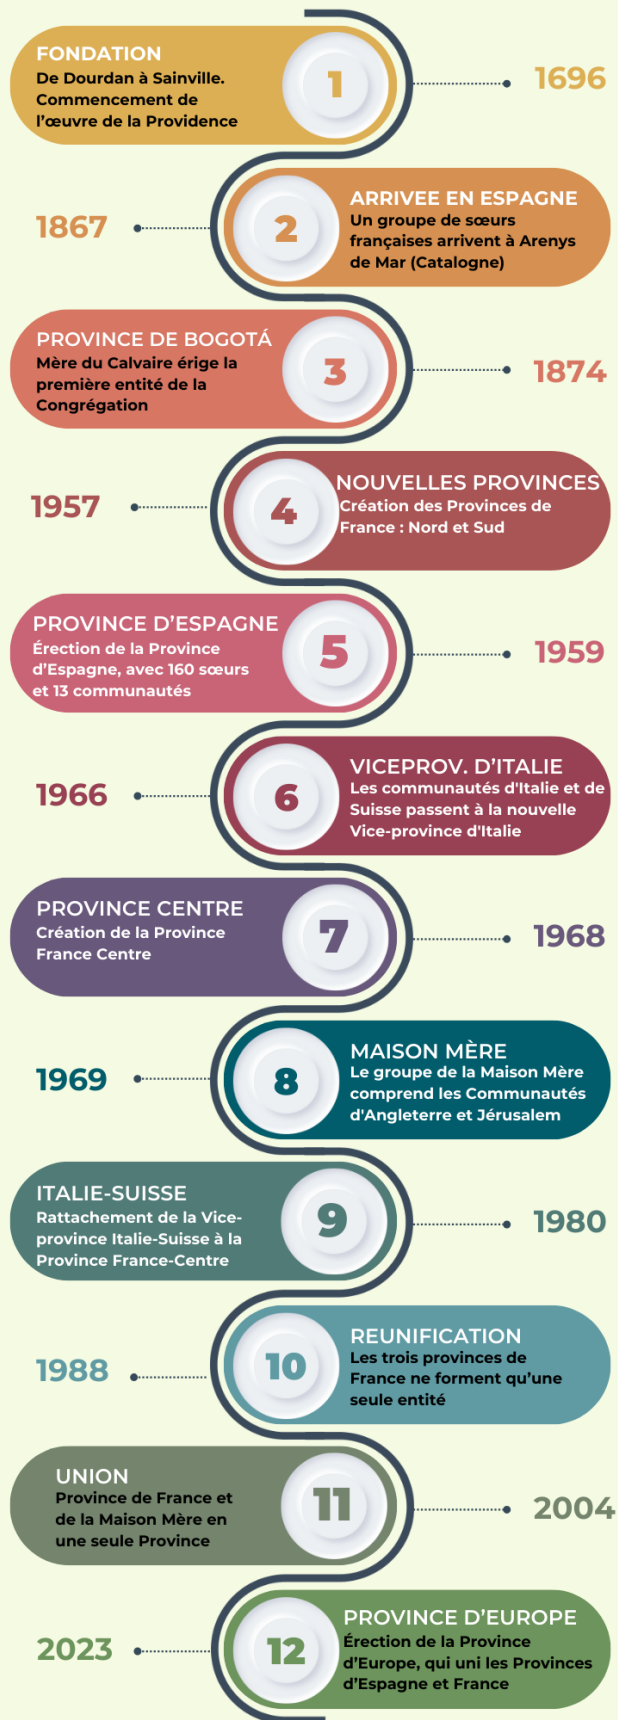 FONDATION
De Dourdan à Sainville.
Commencement de
l'œuvre de la Providence
1
1696
1867
2
ARRIVEE EN ESPAGNE
Un groupe de sœurs
françaises arrivent à Arenys
de Mar (Catalogne)
PROVINCE DE BOGOTÁ
Mère du Calvaire érige la
première entité de la
Congrégation
3
1874
1957
4
NOUVELLES PROVINCES
Création des Provinces de
France : Nord et Sud
PROVINCE D'ESPAGNE
Érection de la Province
d'Espagne, avec 160 sœurs
et 13 communautés
5
1959
1966
6
VICEPROV. D'ITALIE
Les communautés d'Italie et de
Suisse passent à la nouvelle
Vice-province d'Italie
PROVINCE CENTRE
Création de la Province
France Centre
7
1968
1969
8
MAISON MÈRE
Le groupe de la Maison Mère
comprend les Communautés
d'Angleterre et Jérusalem
ITALIE-SUISSE
Rattachement de la Vice-
province Italie-Suisse à la
Province France-Centre
9
1980
1988
10
REUNIFICATION
Les trois provinces de
France ne forment qu'une
seule entité
UNION
Province de France et
de la Maison Mère en
une seule Province
11
2004
2023
12
PROVINCE D'EUROPE
Érection de la Province
d'Europe, qui uni les Provinces
d'Espagne et France